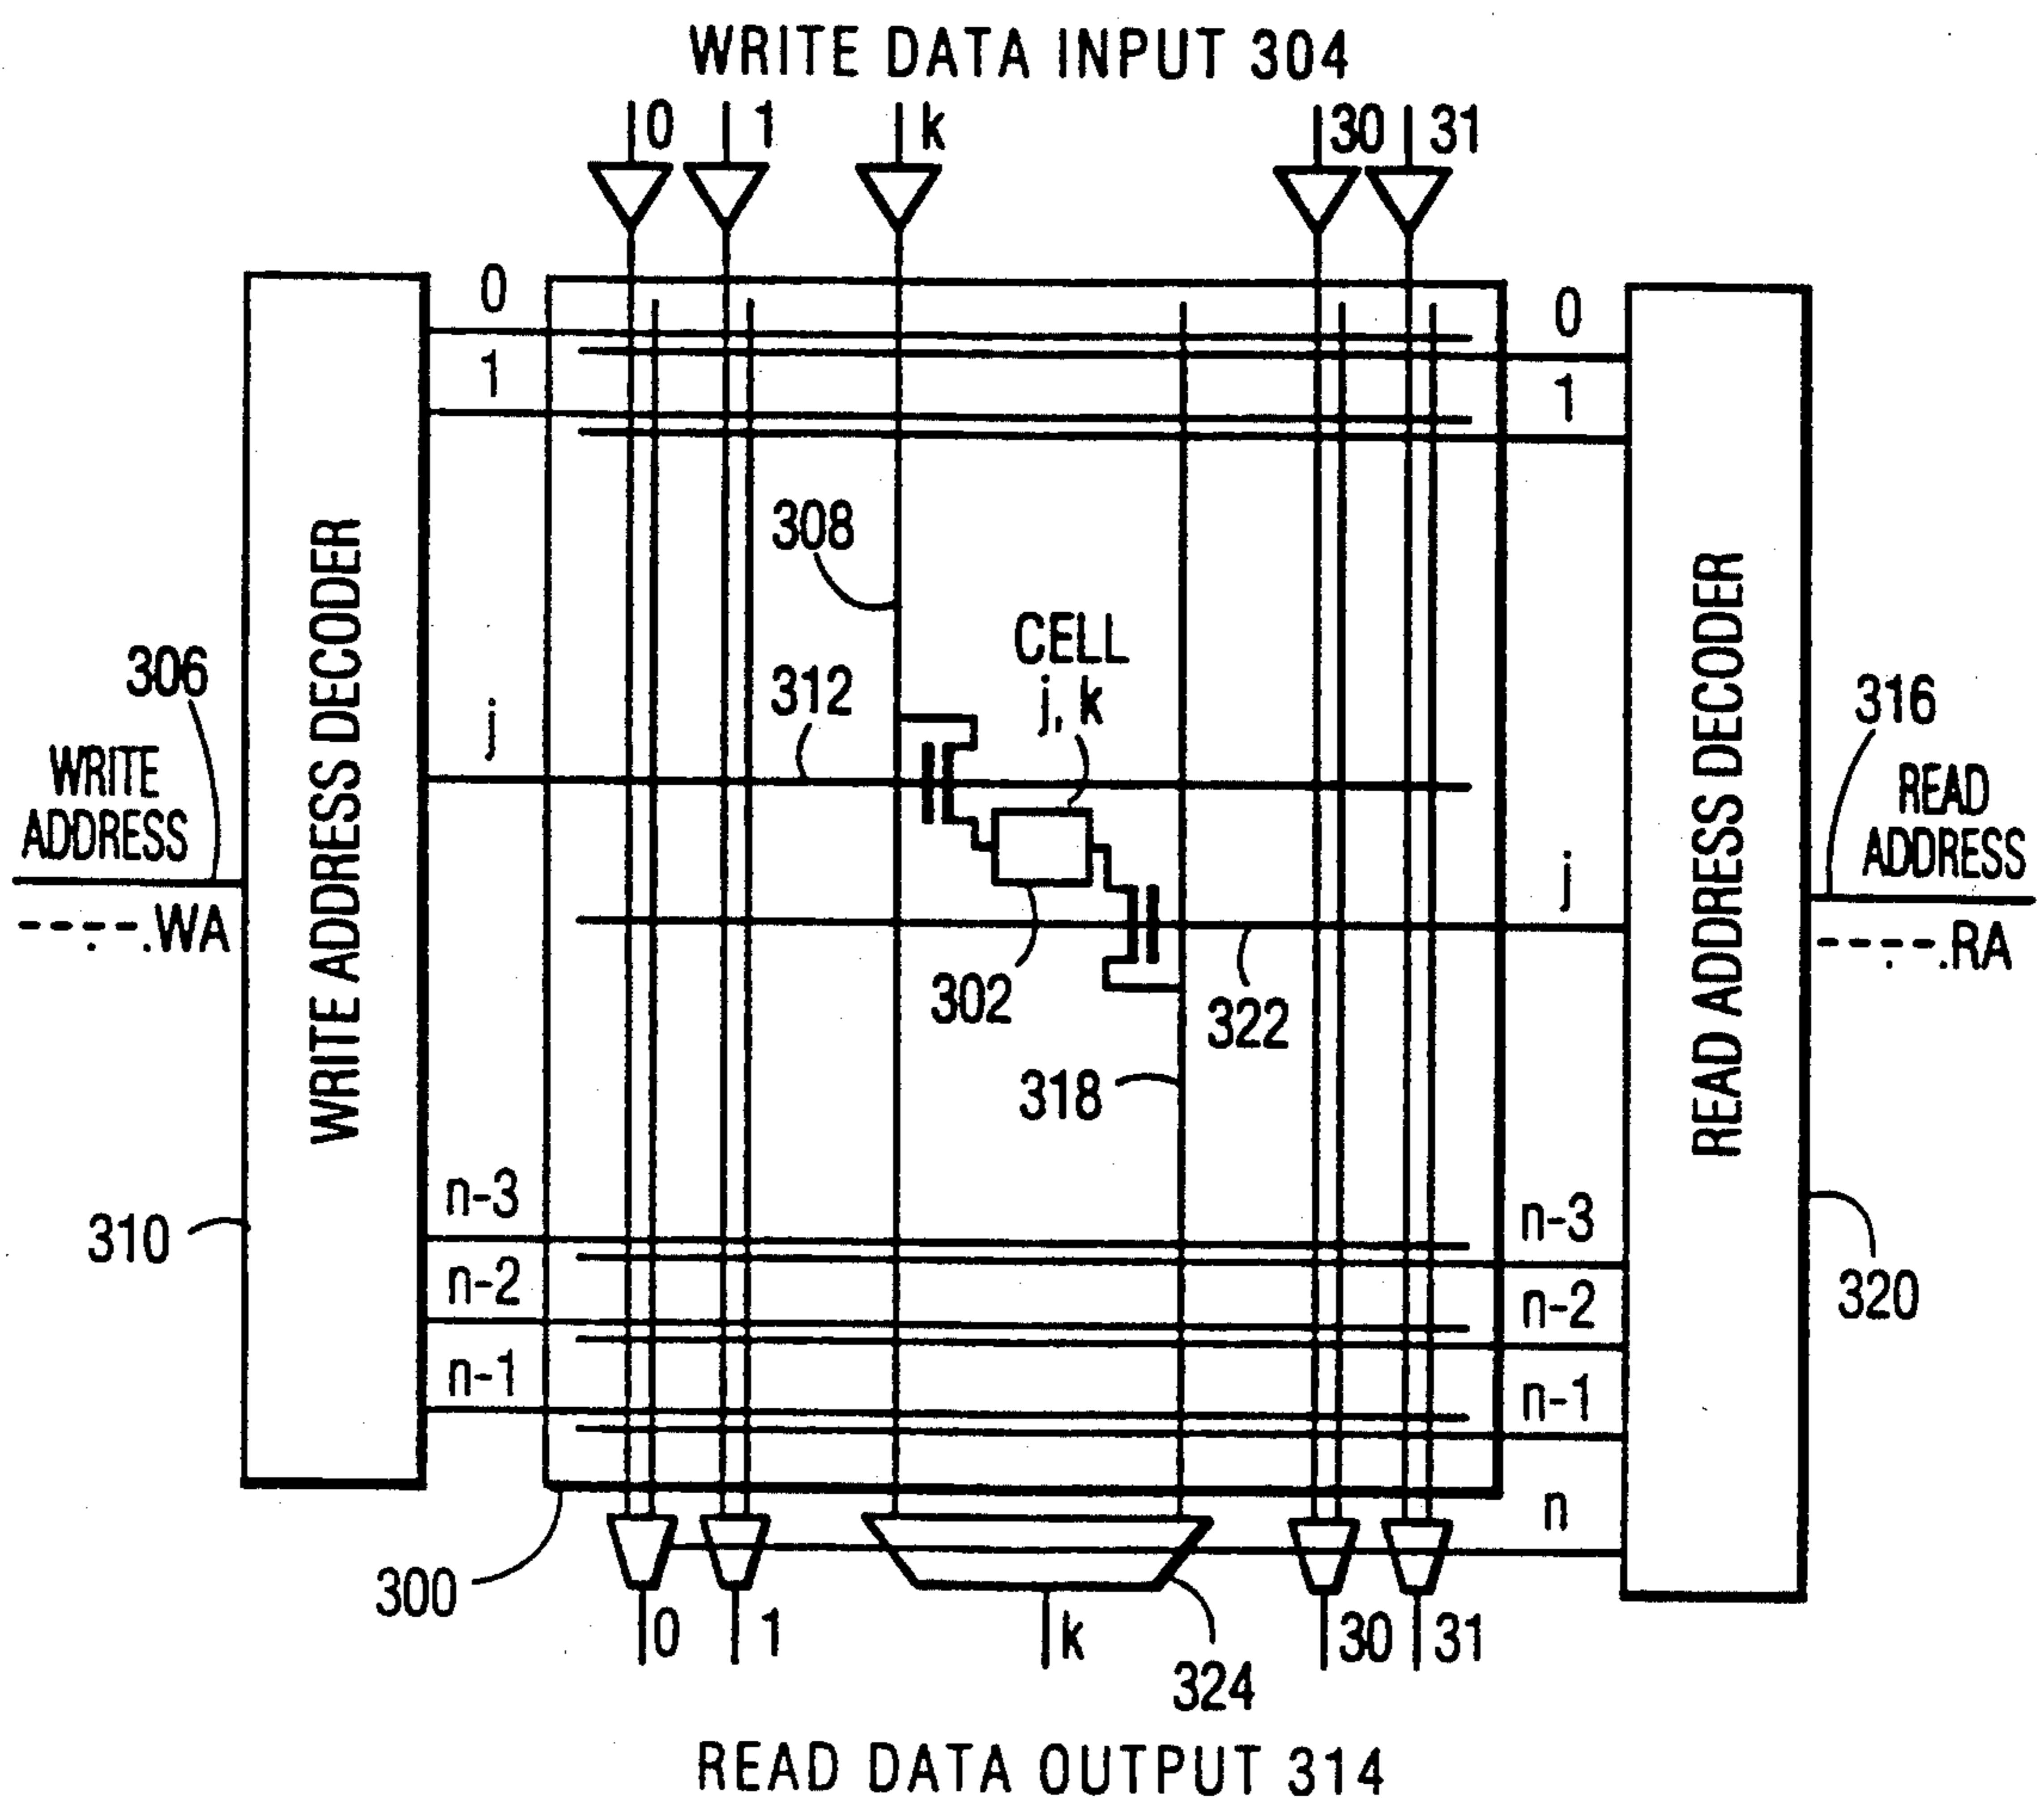 WRITE DATA INPUT 304
0 1 k 30 31
0 0
1 1
308
CELL
j, k
312
j
306
WRITE
ADDRESS
----.WA
WRITE ADDRESS DECODER
READ ADDRESS DECODER
316
READ
ADDRESS
----.RA
j
302
322
318
n-3 n-3
310
n-2 n-2
320
n-1 n-1
n
300
0 1 k 30 31
324
READ DATA OUTPUT 314